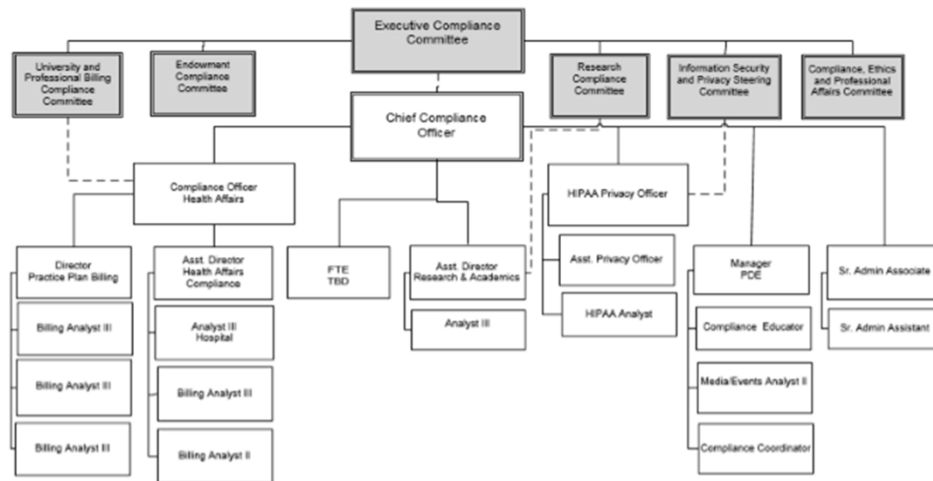 Executive Compliance
Committee
University and
Professional Billing
Compliance
Committee
Endowment
Compliance
Committee
Research
Compliance
Committee
Information Security
and Privacy Steering
Committee
Compliance, Ethics
and Professional
Affairs Committee
Chief Compliance
Officer
Compliance Officer
Health Affairs
HIPAA Privacy Officer
Director
Practice Plan Billing
Asst. Director
Health Affairs
Compliance
FTE
TBD
Asst. Director
Research & Academics
Asst. Privacy Officer
Manager
PDE
Sr. Admin Associate
Billing Analyst III
Analyst III
Hospital
Analyst III
HIPAA Analyst
Compliance Educator
Sr. Admin Assistant
Billing Analyst III
Billing Analyst III
Media/Events Analyst II
Billing Analyst III
Billing Analyst II
Compliance Coordinator